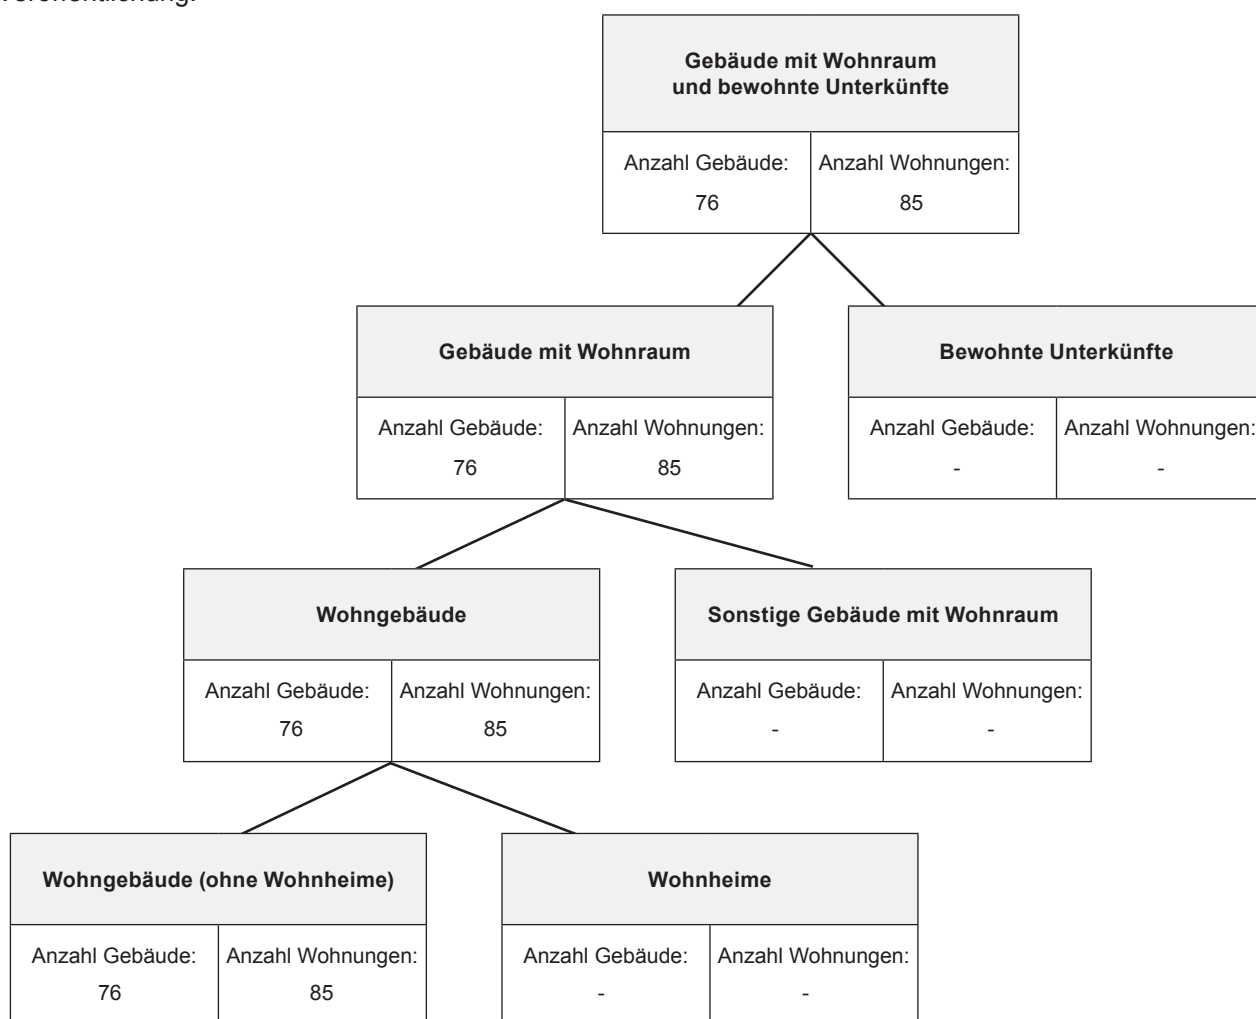 Veröffentlichung.
Gebäude mit Wohnraum
und bewohnte Unterkünfte
Anzahl Gebäude: Anzahl Wohnungen:
76 85
Gebäude mit Wohnraum
Bewohnte Unterkünfte
Anzahl Gebäude: Anzahl Wohnungen:
76 85
Anzahl Gebäude: Anzahl Wohnungen:
- -
Wohngebäude
Sonstige Gebäude mit Wohnraum
Anzahl Gebäude: Anzahl Wohnungen:
76 85
Anzahl Gebäude: Anzahl Wohnungen:
- -
Wohngebäude (ohne Wohnheime)
Wohnheime
Anzahl Gebäude: Anzahl Wohnungen:
76 85
Anzahl Gebäude: Anzahl Wohnungen:
- -